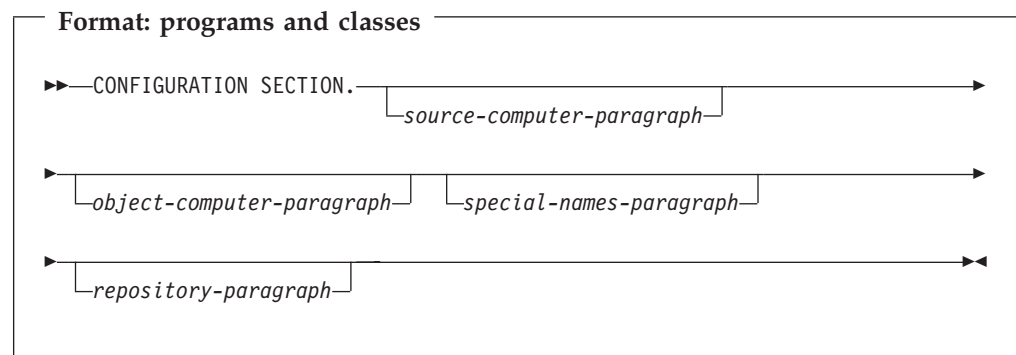 Format: programs and classes
CONFIGURATION SECTION.
source-computer-paragraph
object-computer-paragraph special-names-paragraph
repository-paragraph